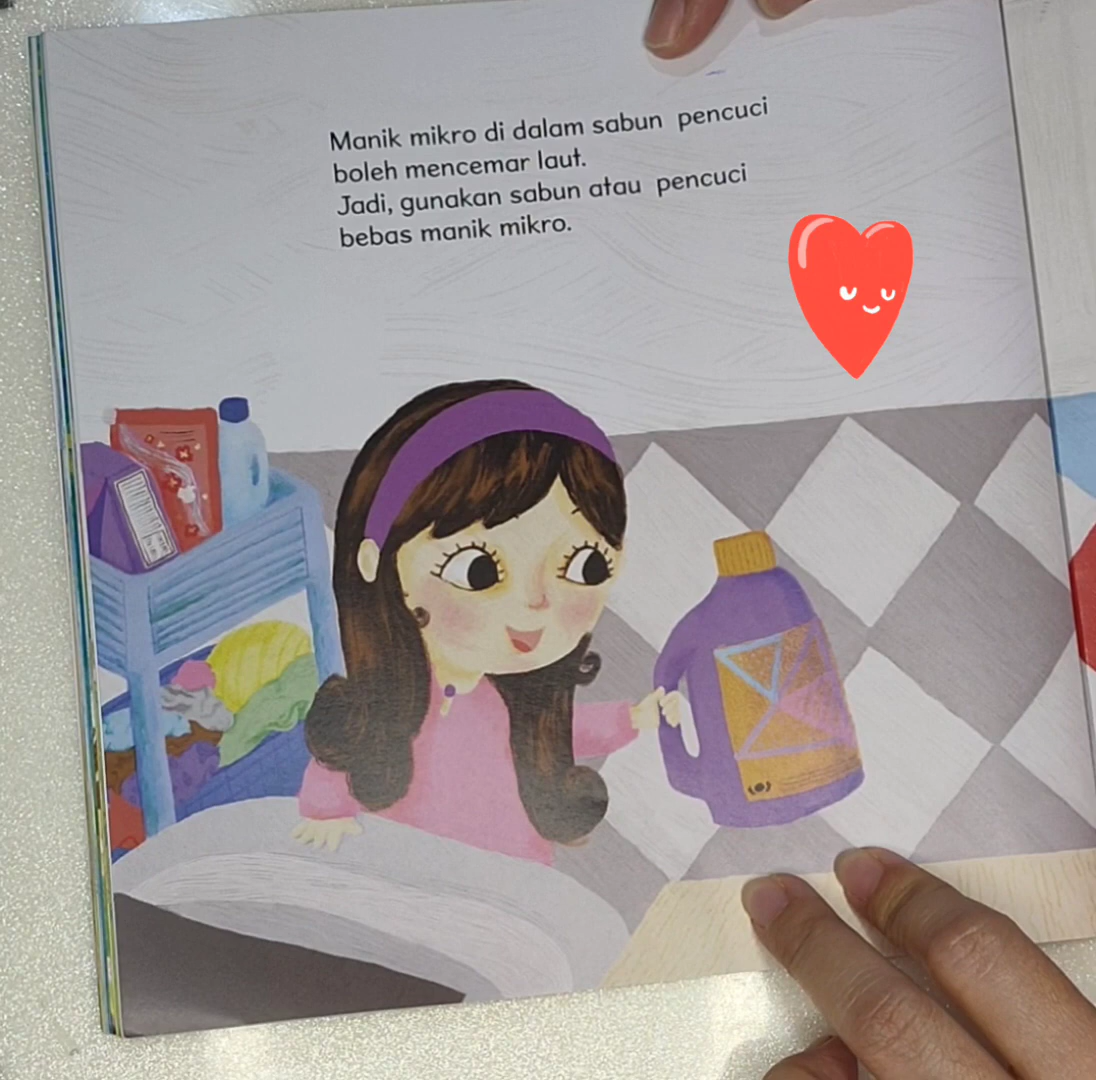 Manik mikro di dalam sabun pencuci
boleh mencemar laut.
Jadi, gunakan sabun atau pencuci
bebas manik mikro.